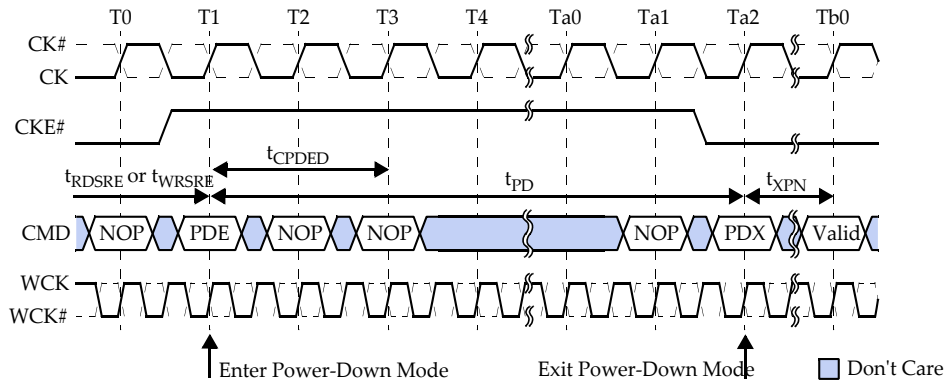 T0 T1 T2 T3 T4 Ta0 Ta1 Ta2 Tb0
CK#
CK
CKE#
tCPDED
tRDSRE or tWRSRE tPD tXPN
CMD NOP PDE NOP NOP NOP PDX Valid
WCK
WCK#
Enter Power-Down Mode Exit Power-Down Mode Don't Care